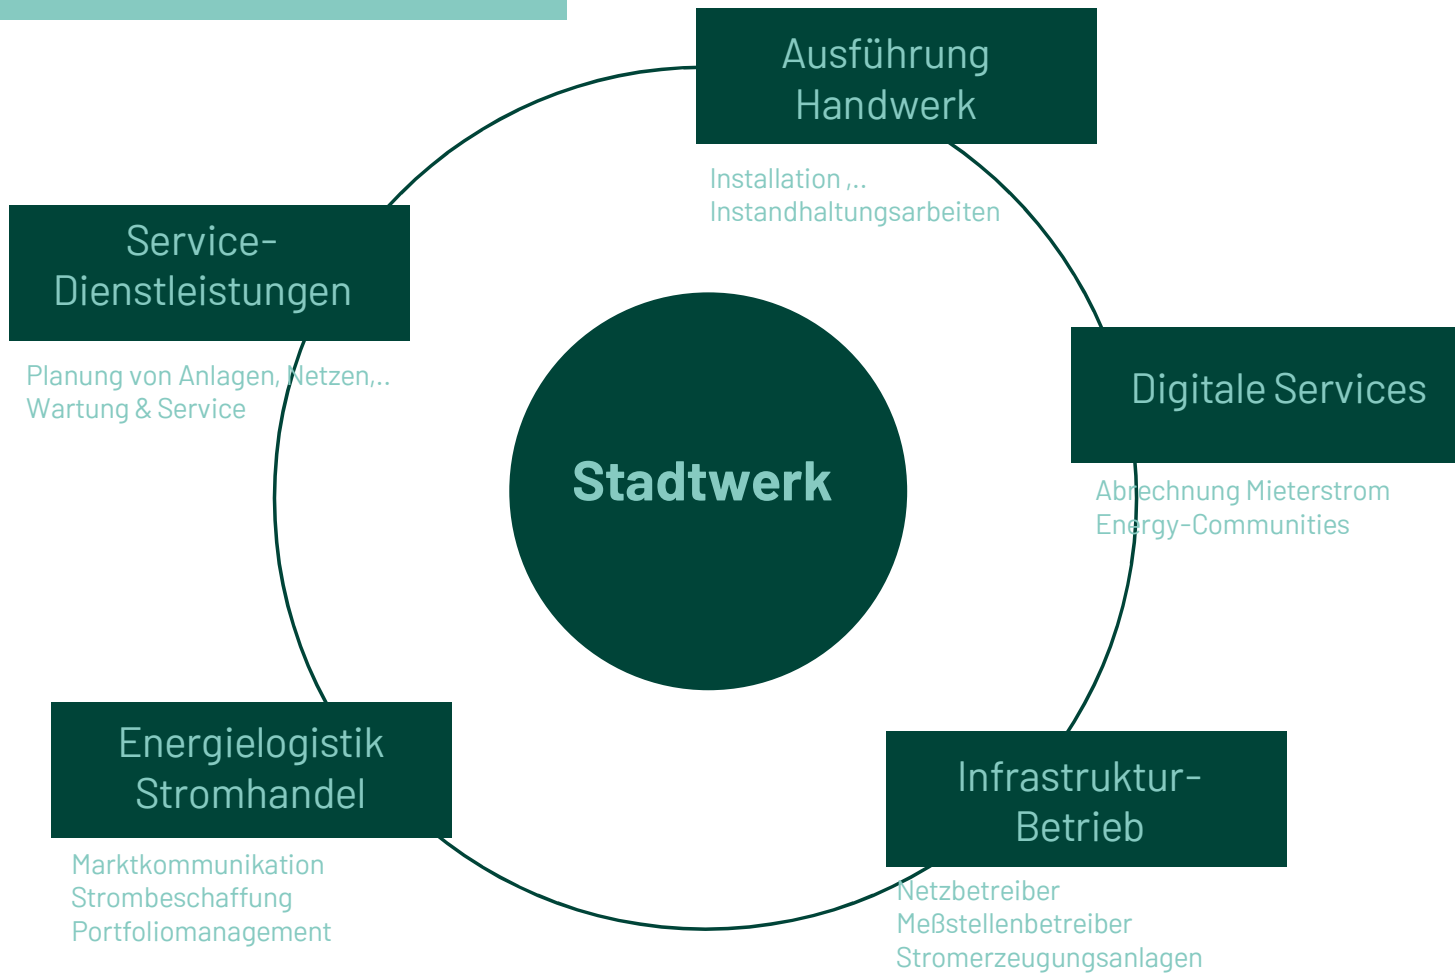 Ausführung
Handwerk
Installation ,..
Instandhaltungsarbeiten
Service-
Dienstleistungen
Planung von Anlagen, Netzen,..
Wartung & Service
Digitale Services
Abrechnung Mieterstrom
Energy-Communities
Stadtwerk
Energielogistik
Stromhandel
Marktkommunikation
Strombeschaffung
Portfoliomanagement
Infrastruktur-
Betrieb
Netzbetreiber
Meßstellenbetreiber
Stromerzeugungsanlagen